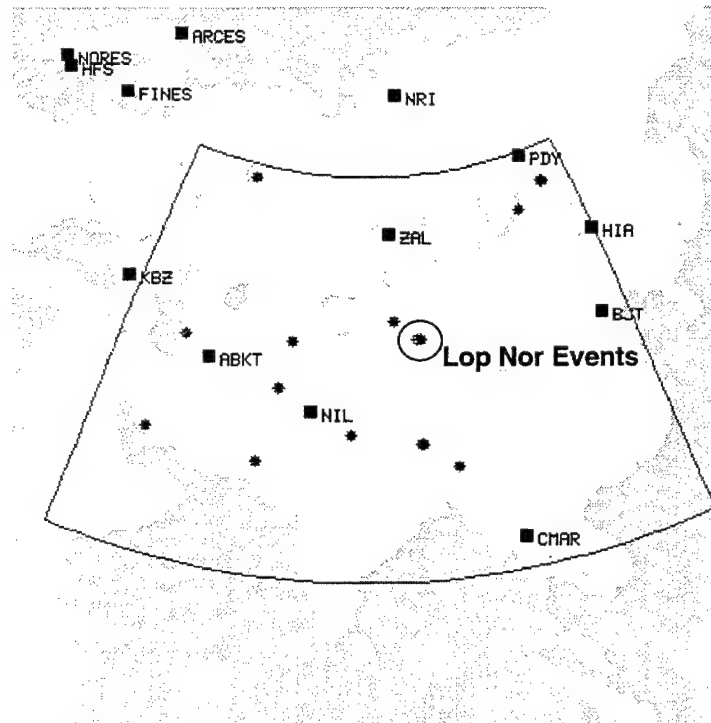 ARCES
NORES
HFS
FINES
NRI
PDY
ZAL
HIA
KBZ
BJT
Lop Nor Events
ABKT
NIL
CMAR